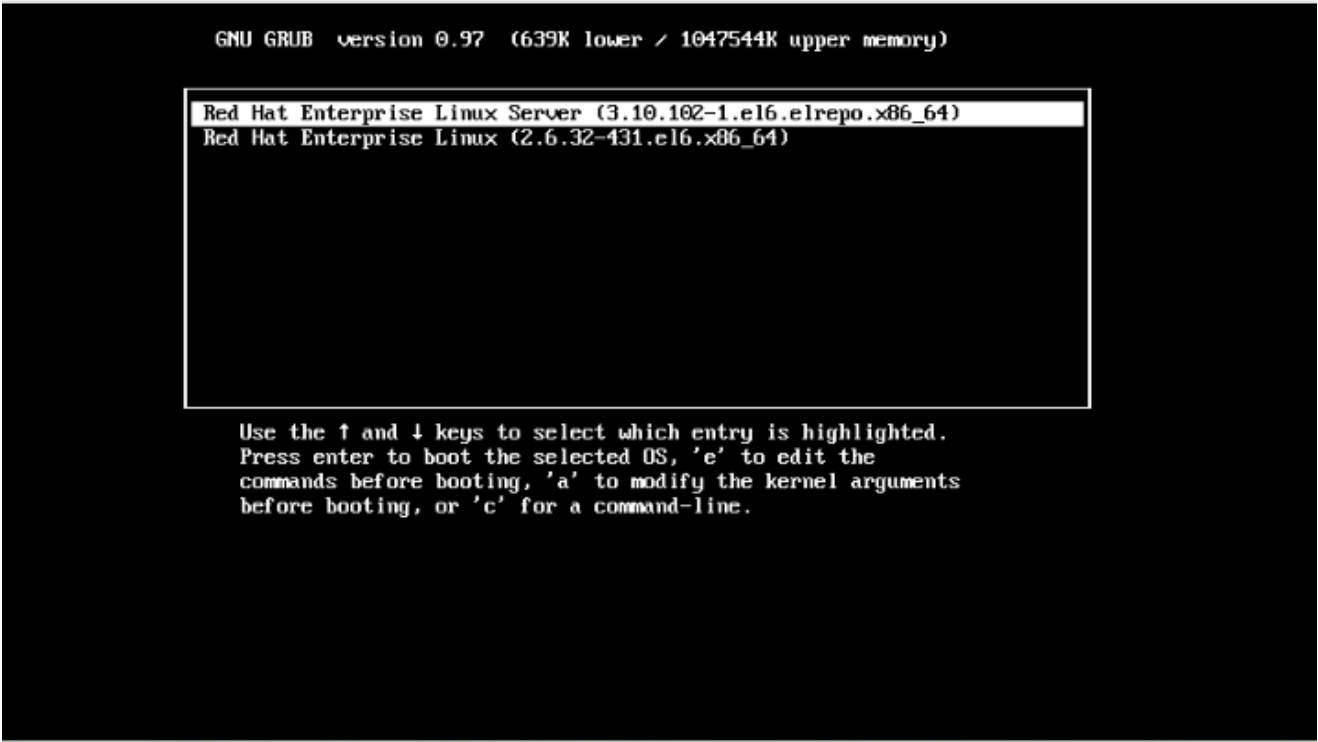 GNU GRUB  version 0.97  (639K lower / 1047544K upper memory)
Red Hat Enterprise Linux Server (3.10.102-1.el6.elrepo.x86_64)
Red Hat Enterprise Linux (2.6.32-431.el6.x86_64)
Use the ↑ and ↓ keys to select which entry is highlighted.
Press enter to boot the selected OS, 'e' to edit the
commands before booting, 'a' to modify the kernel arguments
before booting, or 'c' for a command-line.